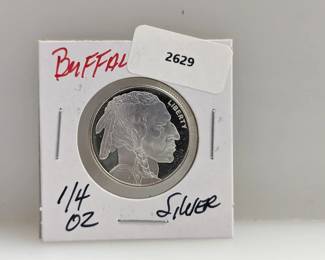 BUFFAL
2629
LIBERTY
1/4
OZ
SILVER